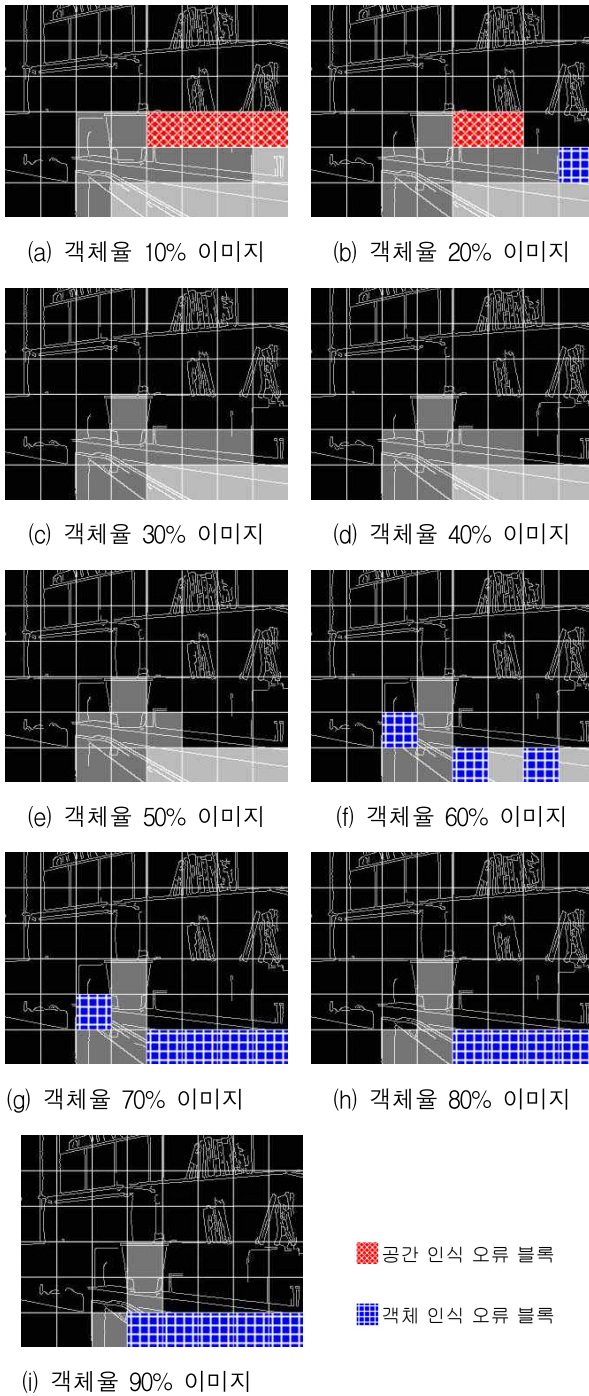 (a) 객체율 10% 이미지
(b) 객체율 20% 이미지
(c) 객체율 30% 이미지
(d) 객체율 40% 이미지
(e) 객체율 50% 이미지
(f) 객체율 60% 이미지
(g) 객체율 70% 이미지
(h) 객체율 80% 이미지
공간 인식 오류 블록
객체 인식 오류 블록
(i) 객체율 90% 이미지